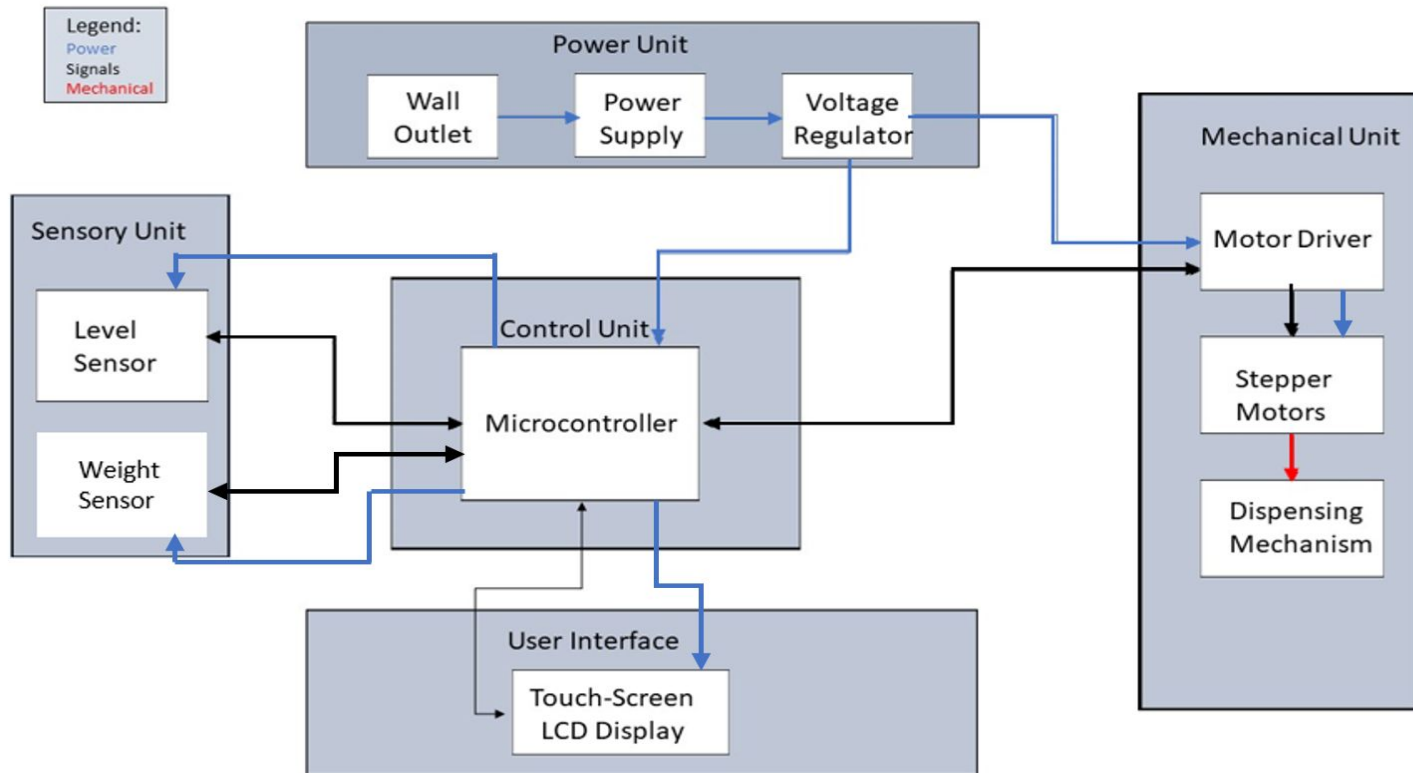 Legend:
Power
Signals
Mechanical
Power Unit
Wall
Outlet
Power
Supply
Voltage
Regulator
Mechanical Unit
Motor Driver
Stepper
Motors
Dispensing
Mechanism
Sensory Unit
Level
Sensor
Weight
Sensor
Control Unit
Microcontroller
User Interface
Touch-Screen
LCD Display